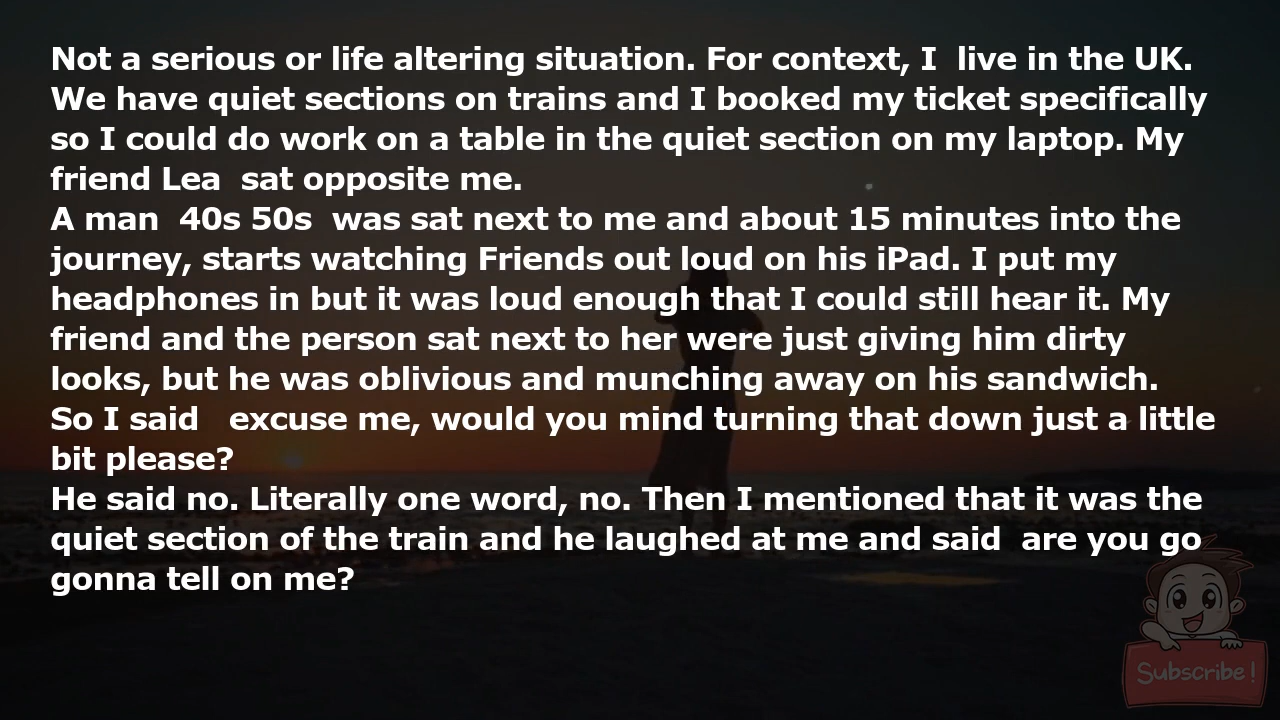 Not a serious or life altering situation. For context, I  live in the UK.
We have quiet sections on trains and I booked my ticket specifically
so I could do work on a table in the quiet section on my laptop. My
friend Lea  sat opposite me.
A man  40s 50s  was sat next to me and about 15 minutes into the
journey, starts watching Friends out loud on his iPad. I put my
headphones in but it was loud enough that I could still hear it. My
friend and the person sat next to her were just giving him dirty
looks, but he was oblivious and munching away on his sandwich.
So I said   excuse me, would you mind turning that down just a little
bit please?
He said no. Literally one word, no. Then I mentioned that it was the
quiet section of the train and he laughed at me and said  are you go
gonna tell on me?
Subscribe!